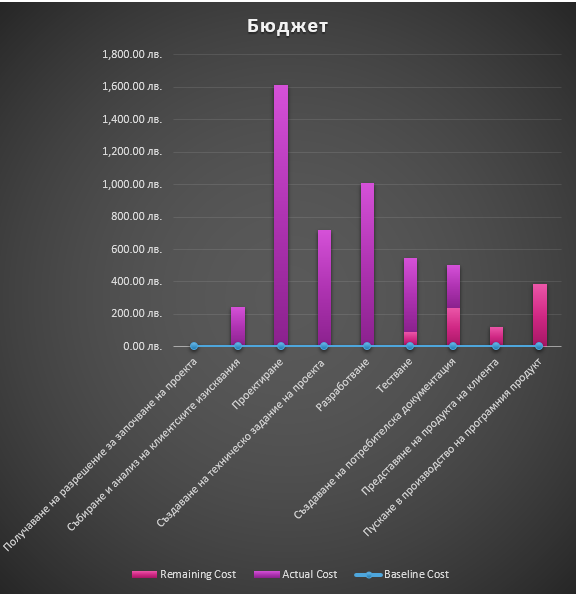 Бюджет
1,800.00 лв.
1,600.00 лв.
1,400.00 лв.
1,200.00 лв.
1,000.00 лв.
800.00 лв.
600.00 лв.
400.00 лв.
200.00 лв.
0.00 лв.
Получаване на разрешение за започване на проекта
Събиране и анализ на клиентските изисквания
Проектиране
Създаване на техническо задание на проекта
Разработване
Тестване
Създаване на потребителска документация
Представяне на продукта на клиента
Пускане в производство на програмния продукт
Remaining Cost
Actual Cost
Baseline Cost